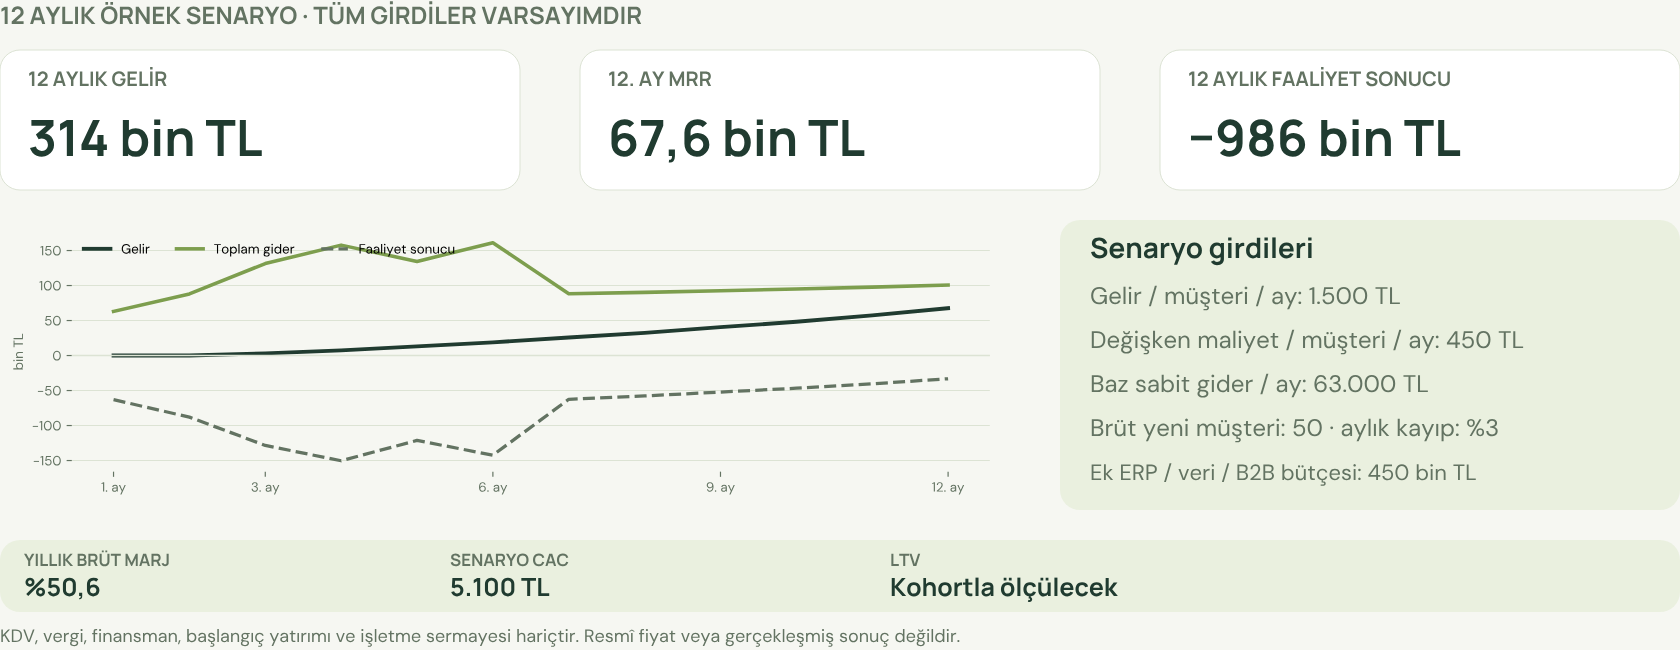 12 AYLIK ÖRNEK SENARYO · TÜM GİRDİLER VARSAYIMDIR
12 AYLIK GELİR
314 bin TL
12. AY MRR
67,6 bin TL
12 AYLIK FAALİYET SONUCU
−986 bin TL
Gelir
Toplam gider
Faaliyet sonucu
bin TL
150
100
50
0
−50
−100
−150
1. ay
3. ay
6. ay
9. ay
12. ay
Senaryo girdileri
Gelir / müşteri / ay: 1.500 TL
Değişken maliyet / müşteri / ay: 450 TL
Baz sabit gider / ay: 63.000 TL
Brüt yeni müşteri: 50 · aylık kayıp: %3
Ek ERP / veri / B2B bütçesi: 450 bin TL
YILLIK BRÜT MARJ
%50,6
SENARYO CAC
5.100 TL
LTV
Kohortla ölçülecek
KDV, vergi, finansman, başlangıç yatırımı ve işletme sermayesi hariçtir. Resmî fiyat veya gerçekleşmiş sonuç değildir.